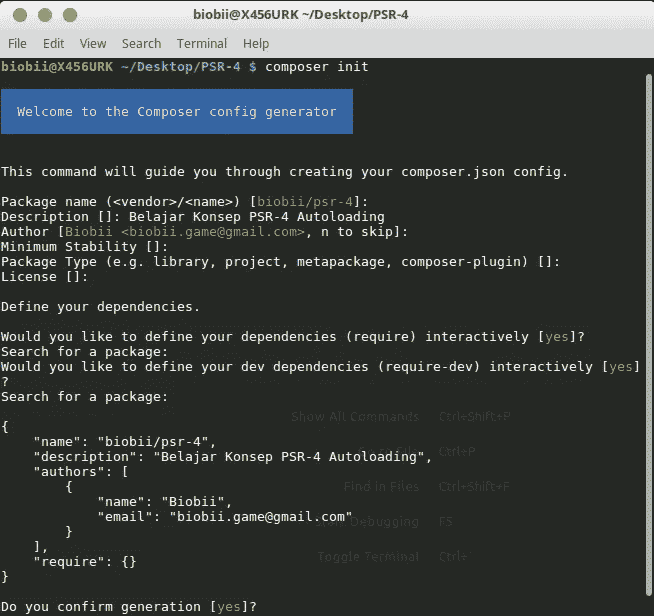 biobii@X456URK ~/Desktop/PSR-4
File Edit View Search Terminal Help
biobii@X456URK ~/Desktop/PSR-4 $ composer init
Welcome to the Composer config generator
This command will guide you through creating your composer.json config.
Package name (<vendor>/<name>) [biobii/psr-4]:
Description []: Belajar Konsep PSR-4 Autoloading
Author [Biobii <biobii.game@gmail.com>, n to skip]:
Minimum Stability []:
Package Type (e.g. library, project, metapackage, composer-plugin) []:
License []:
Define your dependencies.
Would you like to define your dependencies (require) interactively [yes]?
Search for a package:
Would you like to define your dev dependencies (require-dev) interactively [yes]
?
Search for a package:
Show All Commands Ctrl+Shift+P
{
"name": "biobii/psr-4",
"description": "Belajar Konsep PSR-4 Autoloading",
Ctrl+P
"authors": [
{
Find in Files Ctrl+Shift+F
"name": "Biobii",
"email": "biobii.game@gmail.com"
Debugging F5
}
],
"require": {}
Toggle Terminal Ctrl+
}
Do you confirm generation [yes]?